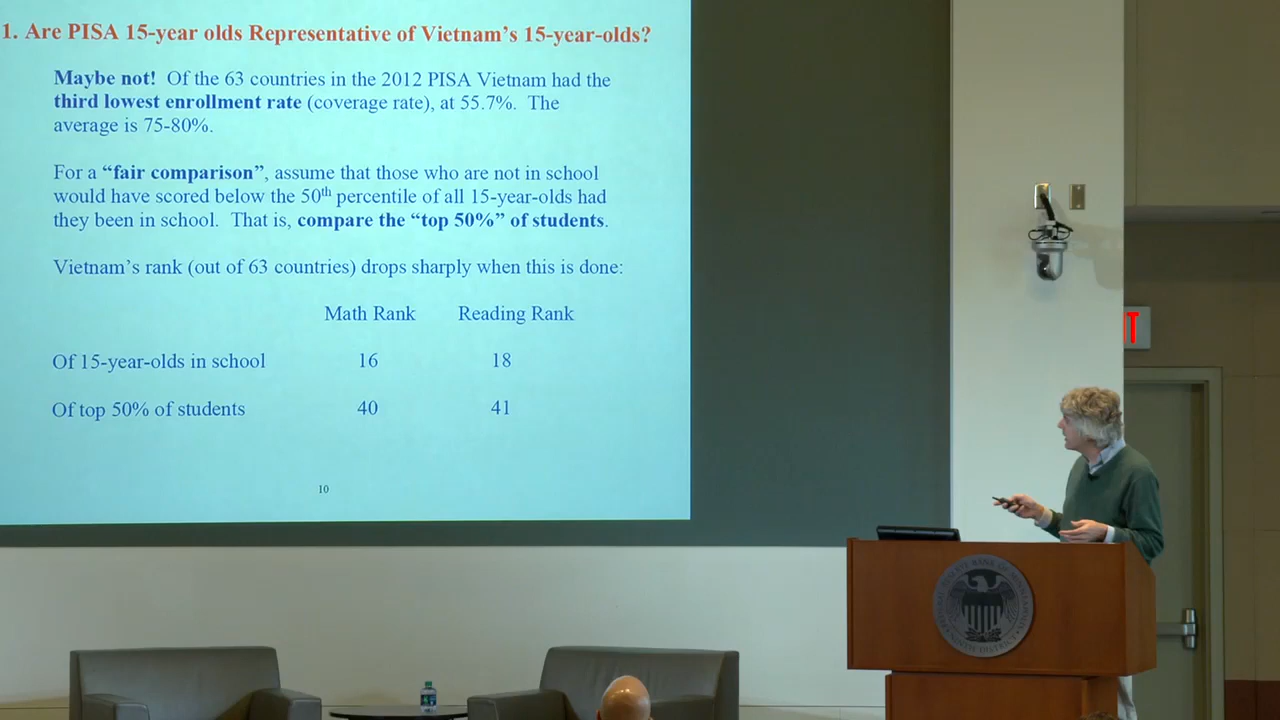 1. Are PISA 15-year olds Representative of Vietnam's 15-year-olds?
Maybe not! Of the 63 countries in the 2012 PISA Vietnam had the
third lowest enrollment rate (coverage rate), at 55.7%. The
average is 75-80%.
For a “fair comparison”, assume that those who are not in school
would have scored below the 50th percentile of all 15-year-olds had
they been in school. That is, compare the “top 50%” of students.
Vietnam's rank (out of 63 countries) drops sharply when this is done:
Math Rank Reading Rank
Of 15-year-olds in school 16 18
Of top 50% of students 40 41
10
IT